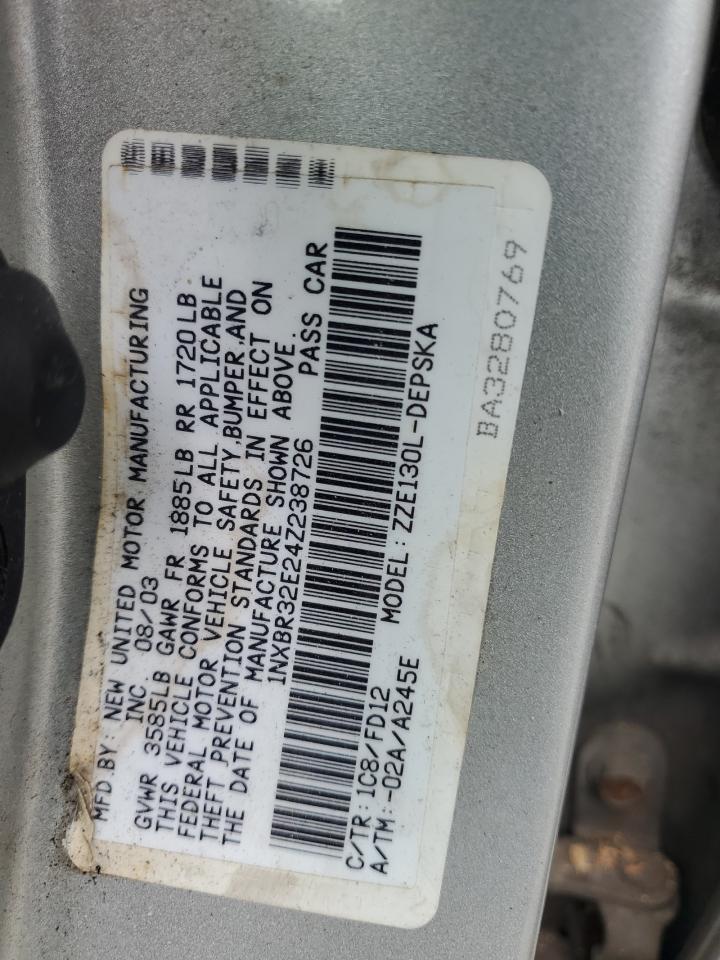 MFD.BY: NEW UNITED MOTOR MANUFACTURING
INC 08/03
GVWR 3585LB GAWR FR 1885LB RR 1720LB
THIS VEHICLE CONFORMS TO ALL APPLICABLE
FEDERAL MOTOR VEHICLE SAFETY,BUMPER,AND
THEFT PREVENTION STANDARDS IN EFFECT ON
THE DATE OF MANUFACTURE SHOWN ABOVE.
1NXBR32E24Z238726 PASS CAR
C/TR:1C8/FD12 MODEL:ZZE130L-DEPSKA
A/TM:-02A/A245E
BA3280769